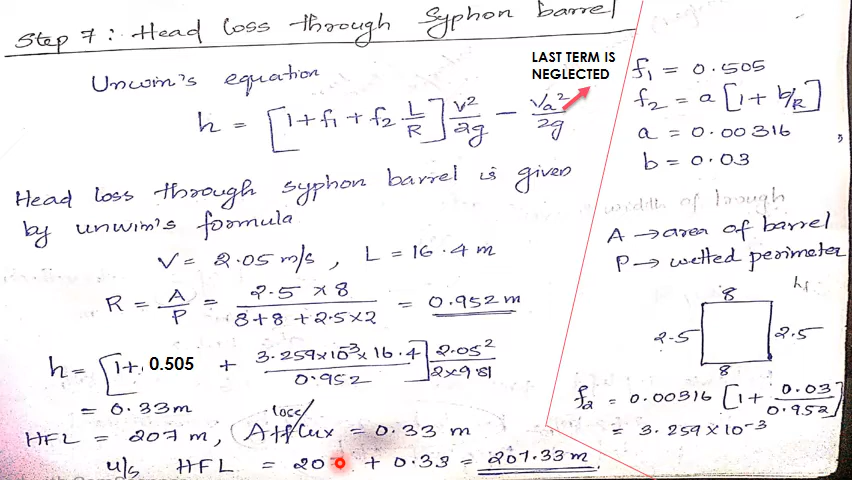 Step 7: Head loss through Syphon barrel
Unwin's equation
LAST TERM IS
NEGLECTED
h = [1 + f1 + f2 L/R] V²/2g - Va²/2g
Head loss through syphon barrel is given
by unwin's formula
V = 2.05 m/s, L = 16.4 m
R = A/P = 2.5 × 8 / 8+8+2.5×2 = 0.952 m
h = [1+ 0.505 + 3.259×10⁻³ × 16.4 / 0.952] 2.05² / 2×9.81
= 0.33 m
loss/
HFL = 207 m, (Afflux = 0.33 m
u/s HFL = 20 + 0.33 = 207.33 m
f1 = 0.505
f2 = a [1 + b/R]
a = 0.00316
b = 0.03
width of trough
A → area of barrel
P → wetted perimeter
8
2.5 2.5
8
f2 = 0.00316 [1 + 0.03/0.952]
= 3.259 × 10⁻³